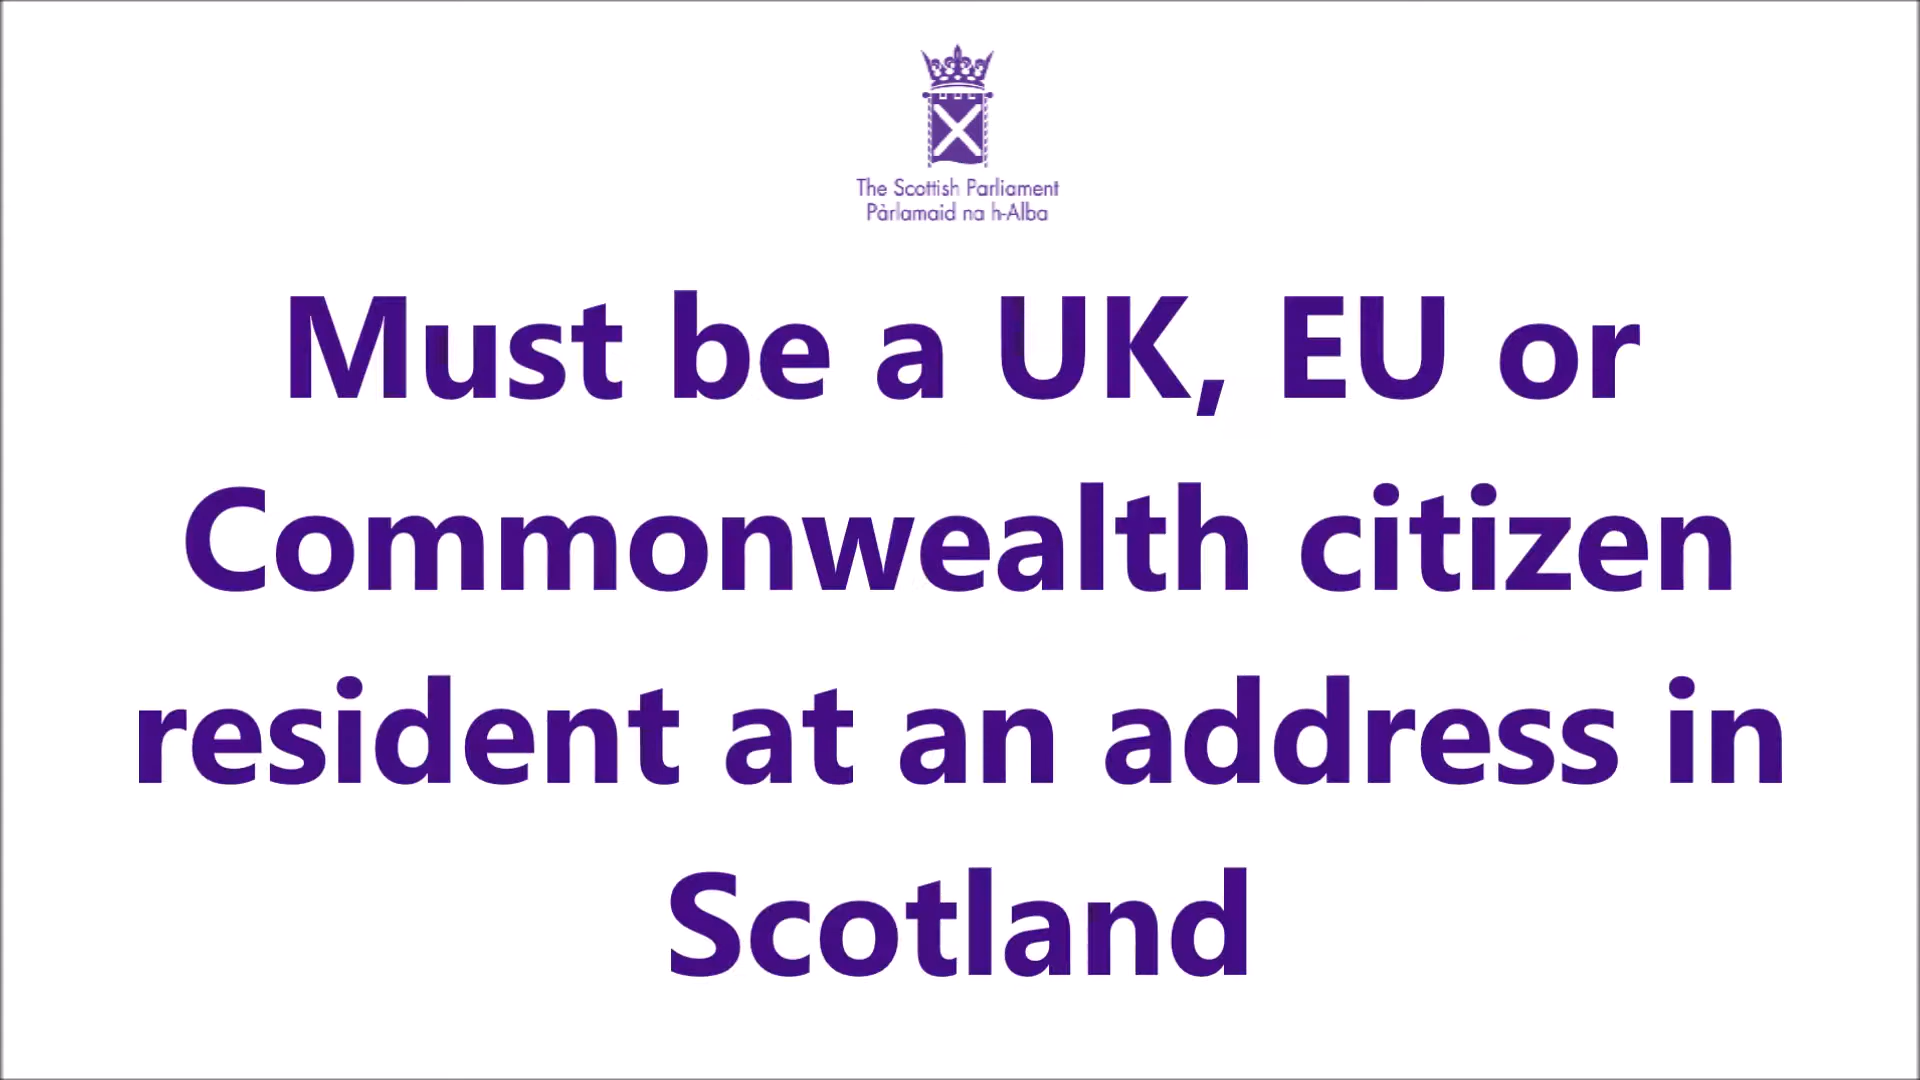 The Scottish Parliament
Pàrlamaid na h-Alba
Must be a UK, EU or
Commonwealth citizen
resident at an address in
Scotland